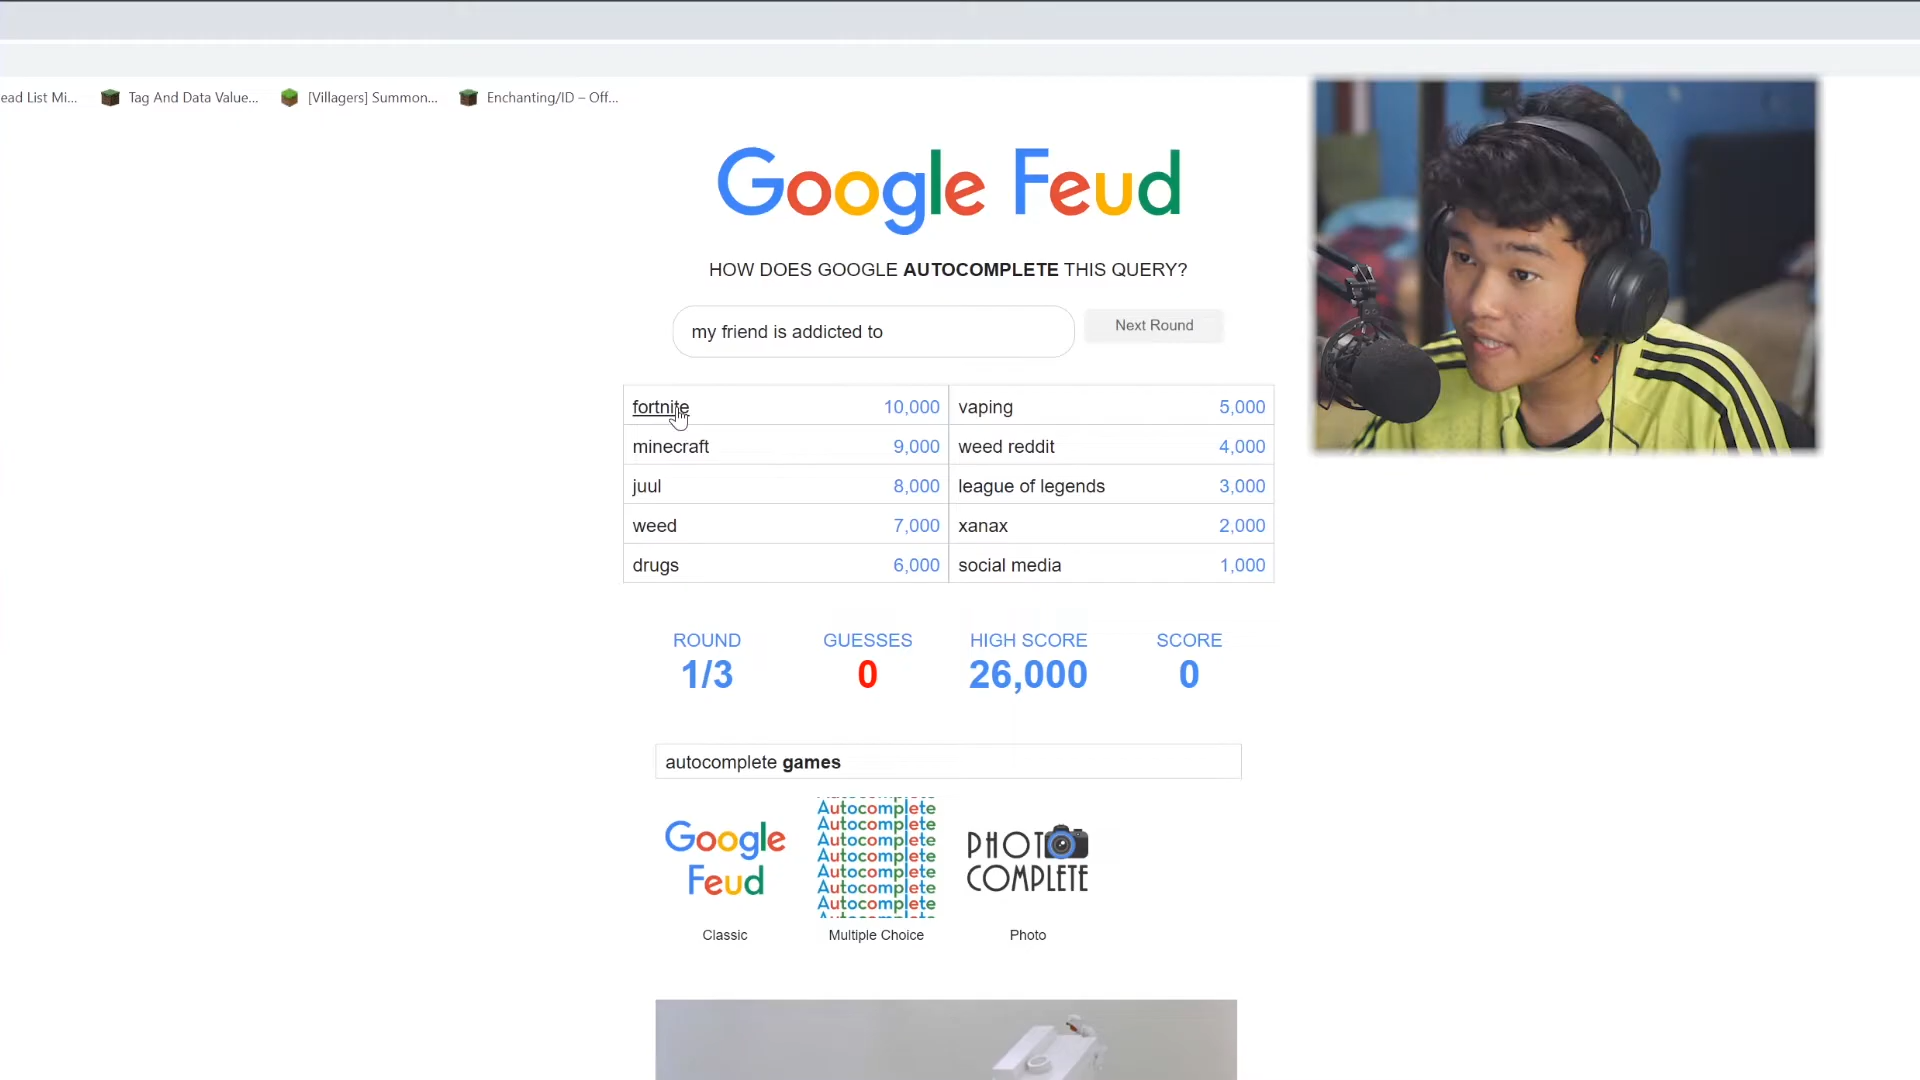 ead List Mi...
Tag And Data Value...
[Villagers] Summon...
Enchanting/ID – Off...
Google Feud
HOW DOES GOOGLE AUTOCOMPLETE THIS QUERY?
my friend is addicted to
Next Round
fortnite 10,000 vaping 5,000
minecraft 9,000 weed reddit 4,000
juul 8,000 league of legends 3,000
weed 7,000 xanax 2,000
drugs 6,000 social media 1,000
ROUND GUESSES HIGH SCORE SCORE
1/3 0 26,000 0
autocomplete games
Google
Feud
Autocomplete
Autocomplete
Autocomplete
Autocomplete
Autocomplete
Autocomplete
Autocomplete
PHOTO
COMPLETE
Classic
Multiple Choice
Photo